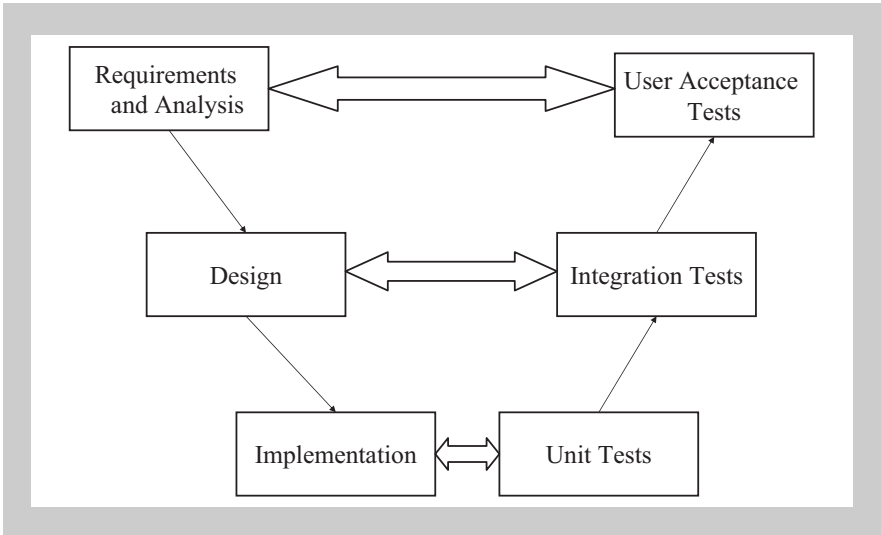 Requirements
and Analysis
User Acceptance
Tests
Design
Integration Tests
Implementation
Unit Tests